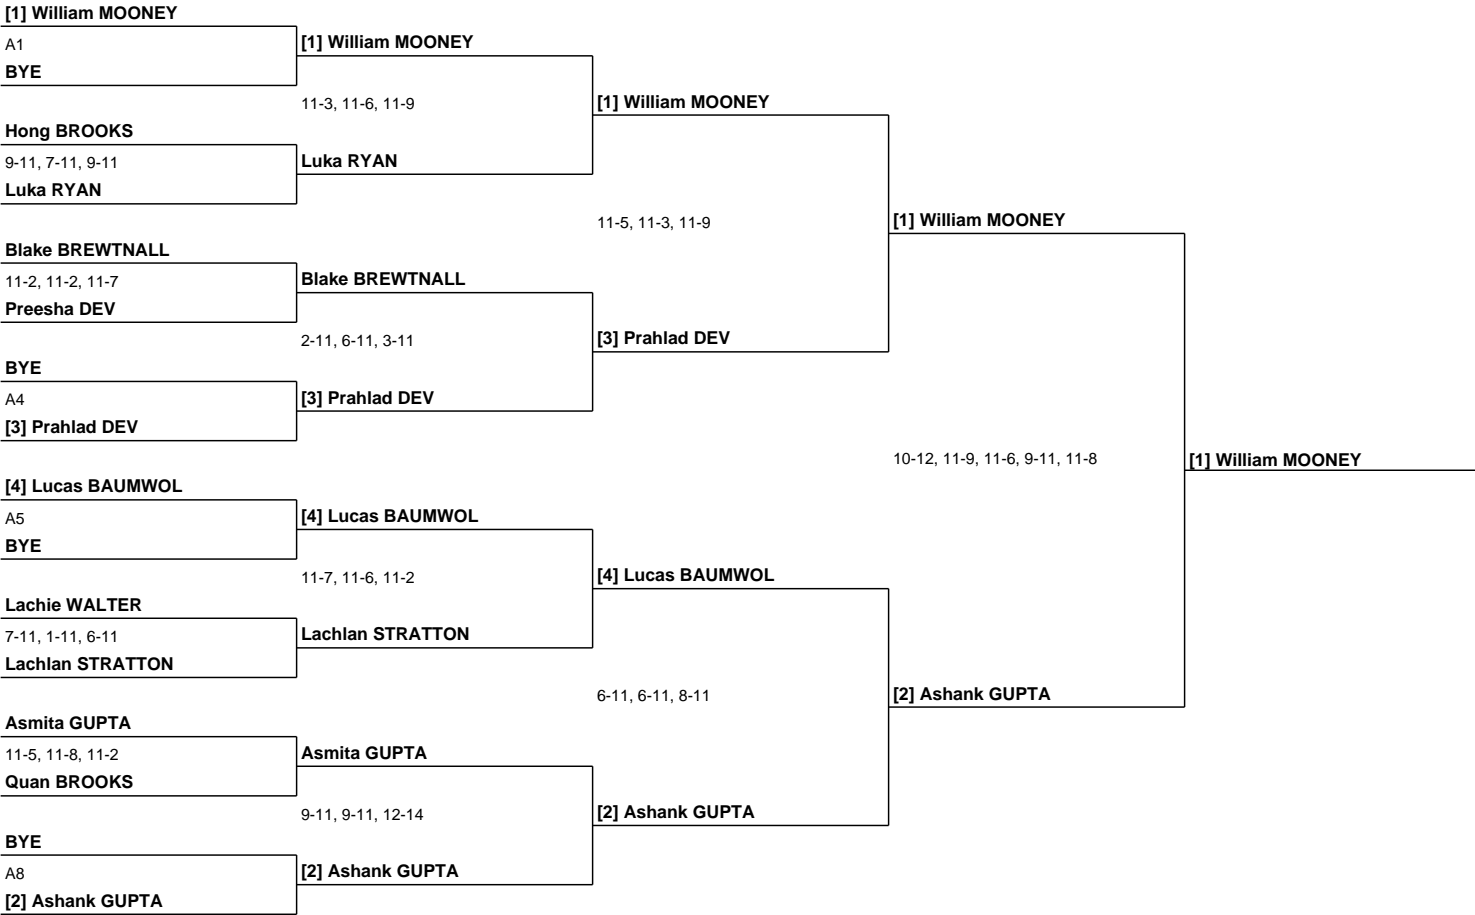 [1] William MOONEY
A1
BYE
Hong BROOKS
9-11, 7-11, 9-11
Luka RYAN
Blake BREWTNALL
11-2, 11-2, 11-7
Preesha DEV
BYE
A4
[3] Prahlad DEV
[4] Lucas BAUMWOL
A5
BYE
Lachie WALTER
7-11, 1-11, 6-11
Lachlan STRATTON
Asmita GUPTA
11-5, 11-8, 11-2
Quan BROOKS
BYE
A8
[2] Ashank GUPTA
[1] William MOONEY
11-3, 11-6, 11-9
Luka RYAN
Blake BREWTNALL
2-11, 6-11, 3-11
[3] Prahlad DEV
[4] Lucas BAUMWOL
11-7, 11-6, 11-2
Lachlan STRATTON
Asmita GUPTA
9-11, 9-11, 12-14
[2] Ashank GUPTA
[1] William MOONEY
11-5, 11-3, 11-9
[3] Prahlad DEV
[4] Lucas BAUMWOL
6-11, 6-11, 8-11
[2] Ashank GUPTA
[1] William MOONEY
10-12, 11-9, 11-6, 9-11, 11-8
[2] Ashank GUPTA
[1] William MOONEY